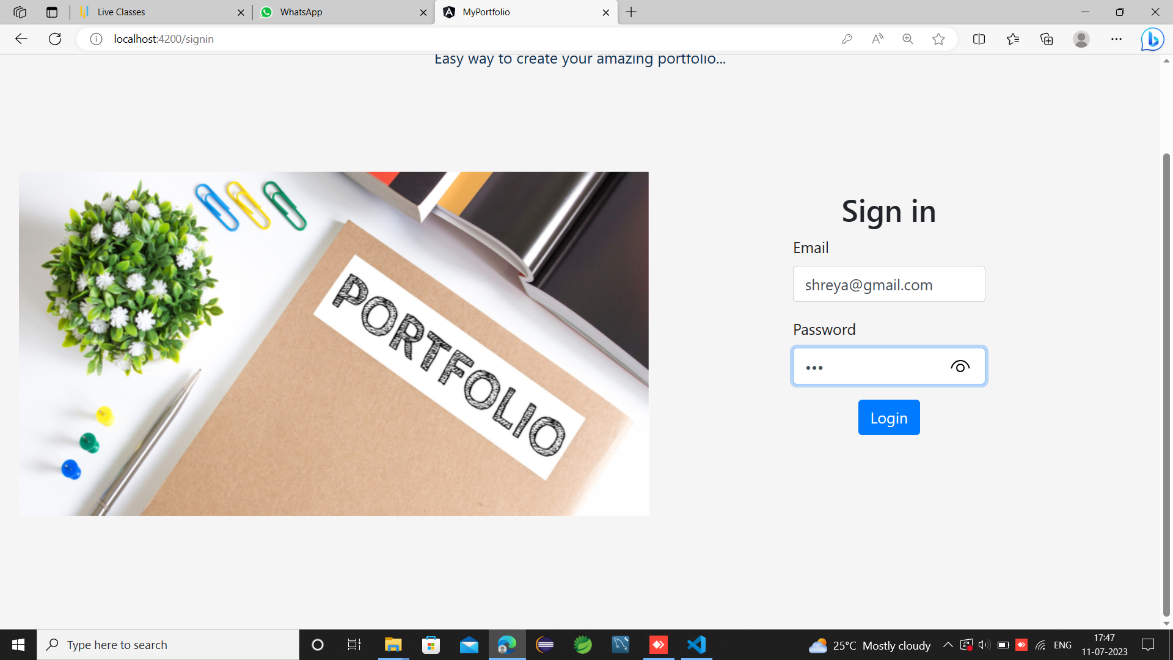 Live Classes
WhatsApp
MyPortfolio
localhost:4200/signin
Easy way to create your amazing portfolio...
PORTFOLIO
Sign in
Email
shreya@gmail.com
Password
Login
Type here to search
25°C Mostly cloudy
ENG
17:47
11-07-2023